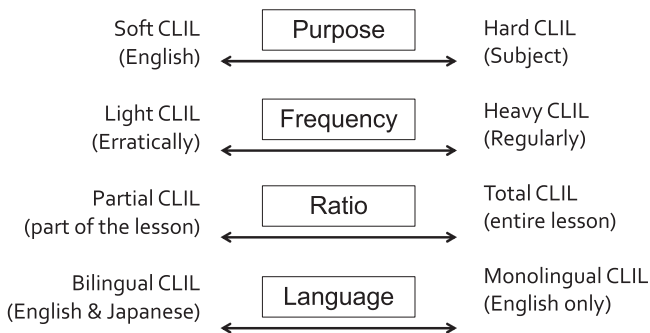 Soft CLIL
(English)
Purpose
Hard CLIL
(Subject)
Light CLIL
(Erratically)
Frequency
Heavy CLIL
(Regularly)
Partial CLIL
(part of the lesson)
Ratio
Total CLIL
(entire lesson)
Bilingual CLIL
(English & Japanese)
Language
Monolingual CLIL
(English only)